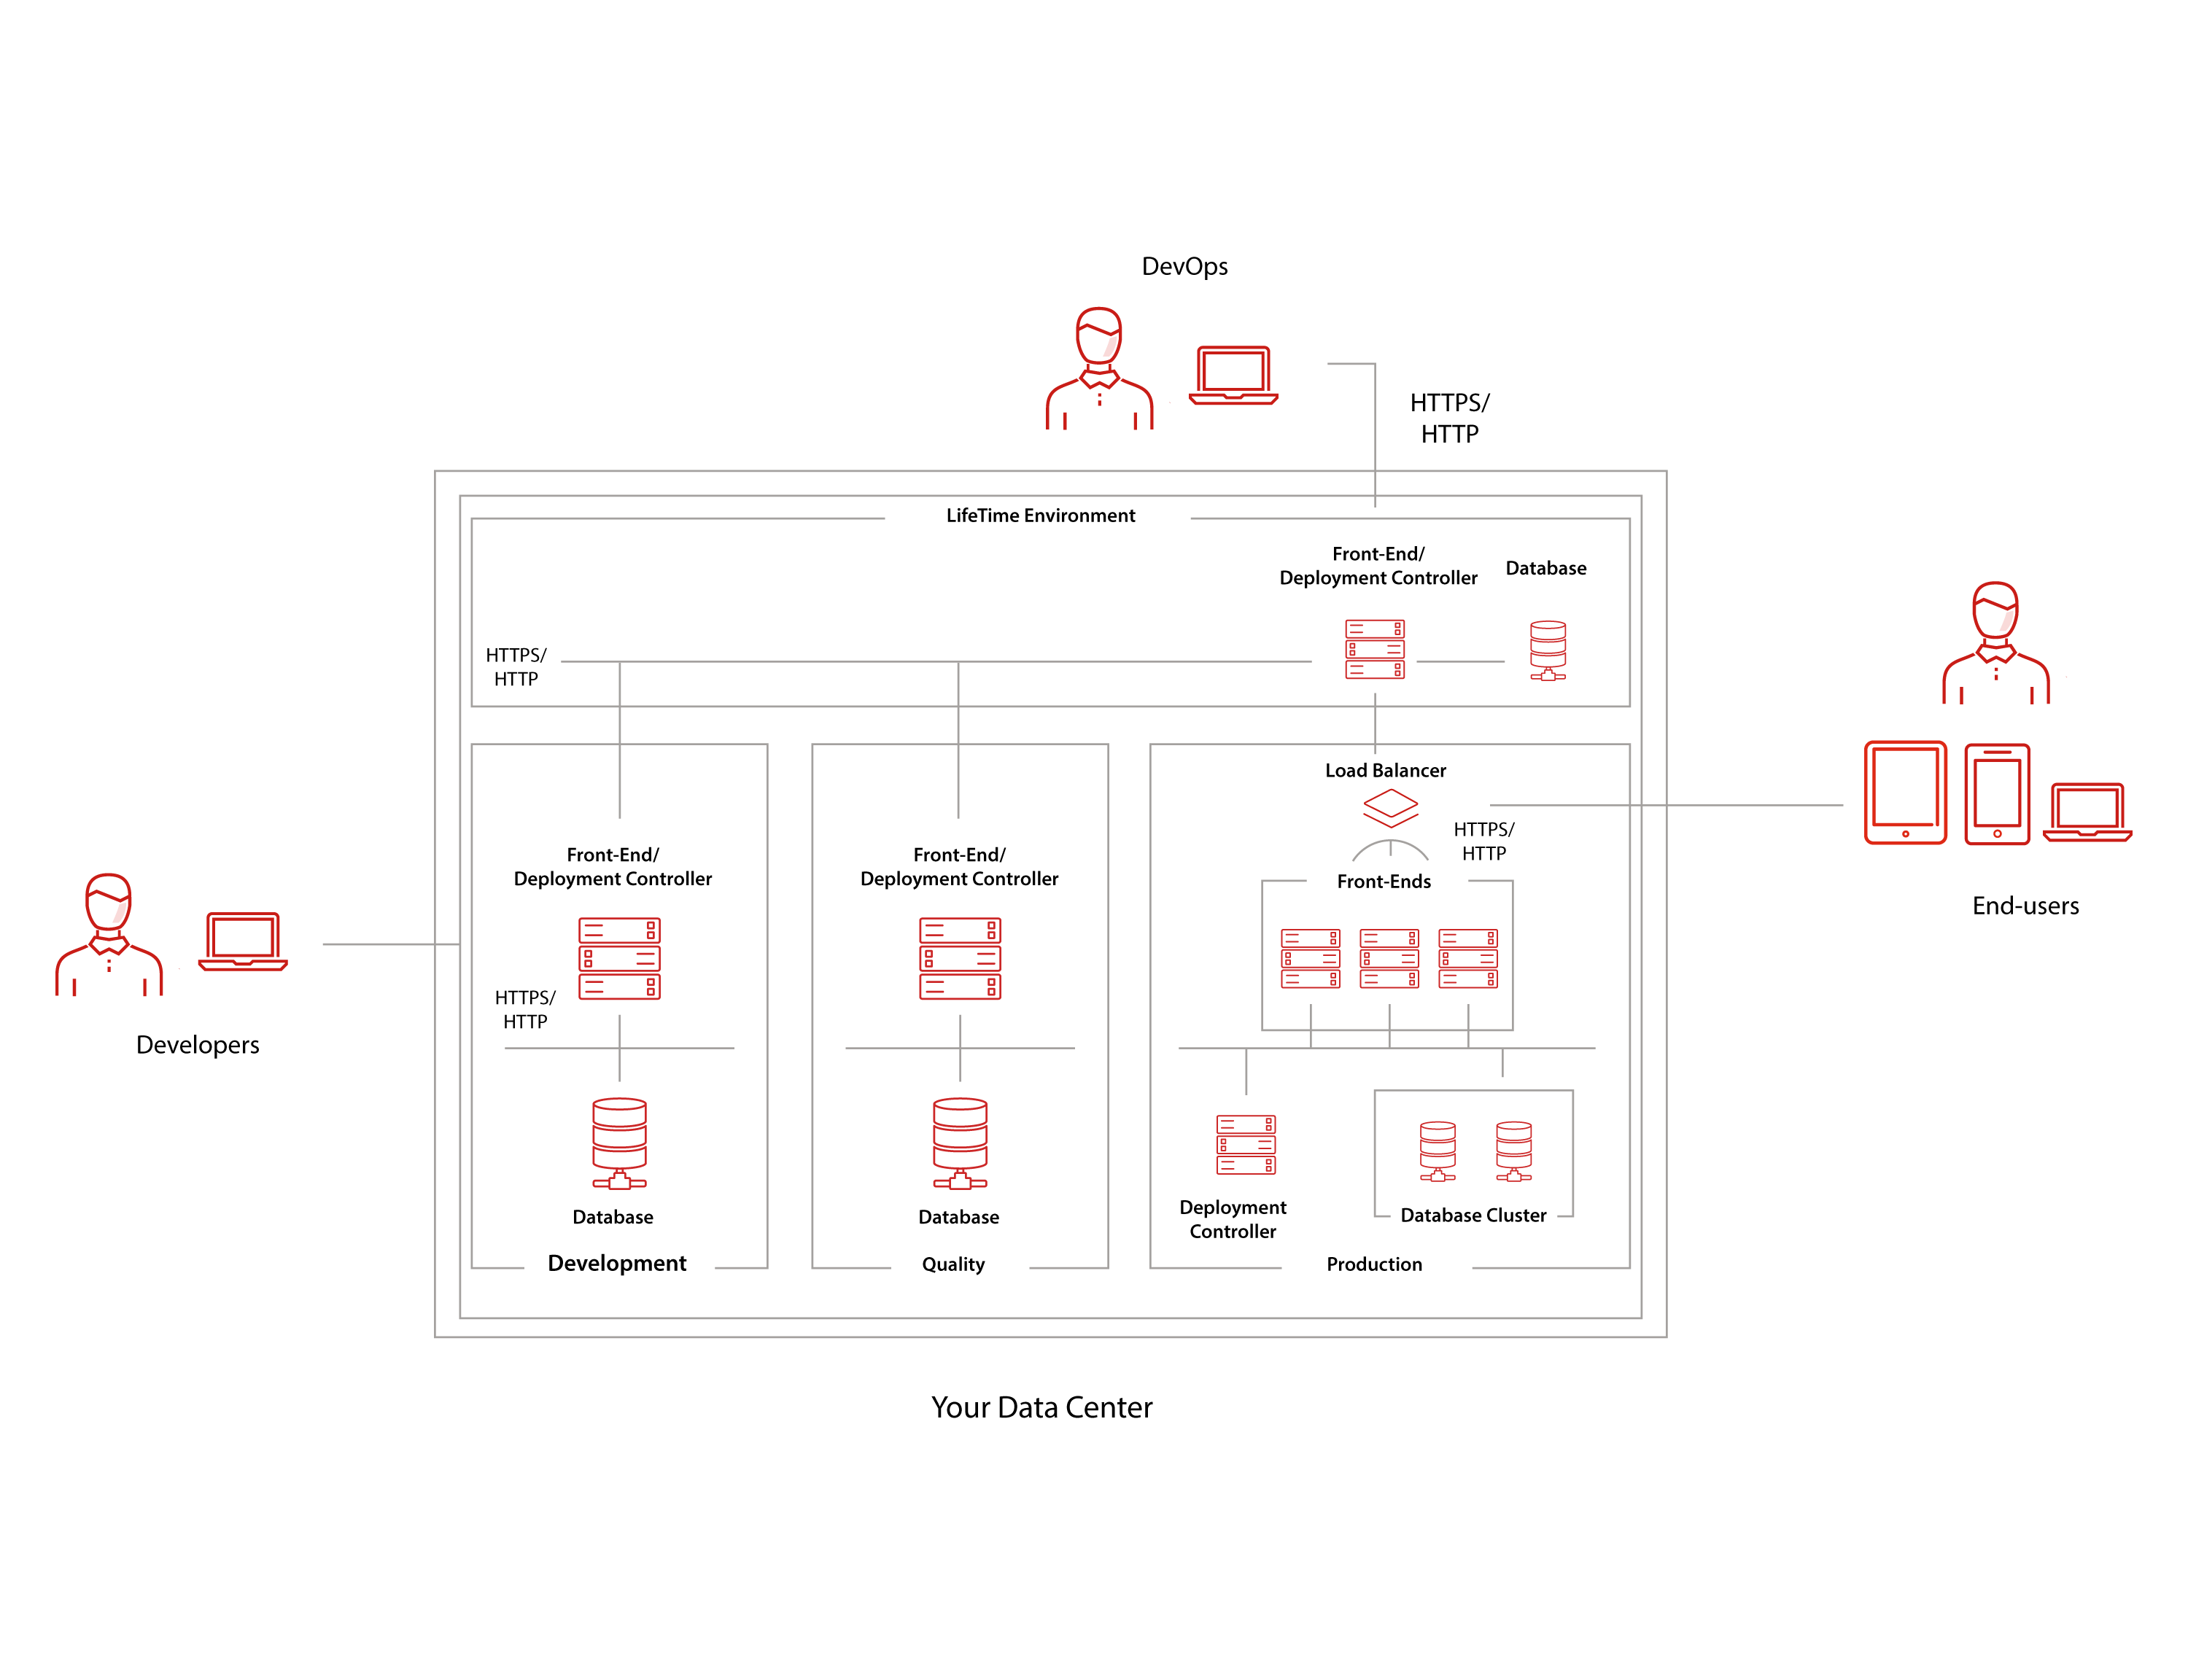 DevOps
HTTPS/
HTTP
LifeTime Environment
Front-End/
Deployment Controller
Database
HTTPS/
HTTP
Load Balancer
HTTPS/
HTTP
Front-Ends
Front-End/
Deployment Controller
Front-End/
Deployment Controller
HTTPS/
HTTP
Developers
End-users
Database
Database
Deployment
Controller
Database Cluster
Development
Quality
Production
Your Data Center